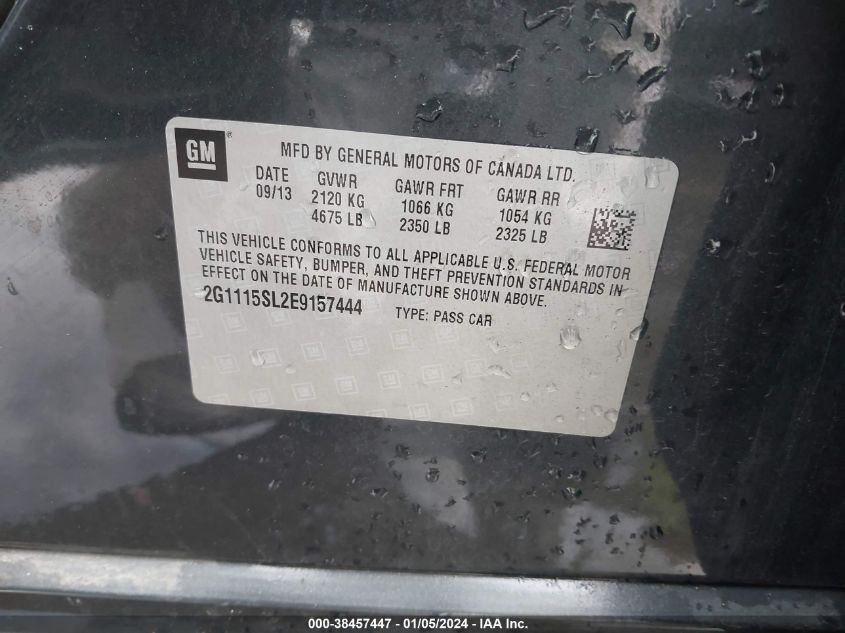 GM ®
MFD BY GENERAL MOTORS OF CANADA LTD.
DATE GVWR GAWR FRT GAWR RR
09/13 2120 KG 1066 KG 1054 KG
4675 LB 2350 LB 2325 LB
THIS VEHICLE CONFORMS TO ALL APPLICABLE U.S. FEDERAL MOTOR
VEHICLE SAFETY, BUMPER, AND THEFT PREVENTION STANDARDS IN
EFFECT ON THE DATE OF MANUFACTURE SHOWN ABOVE.
2G1115SL2E9157444 TYPE: PASS CAR
000-38457447 - 01/05/2024 - IAA Inc.